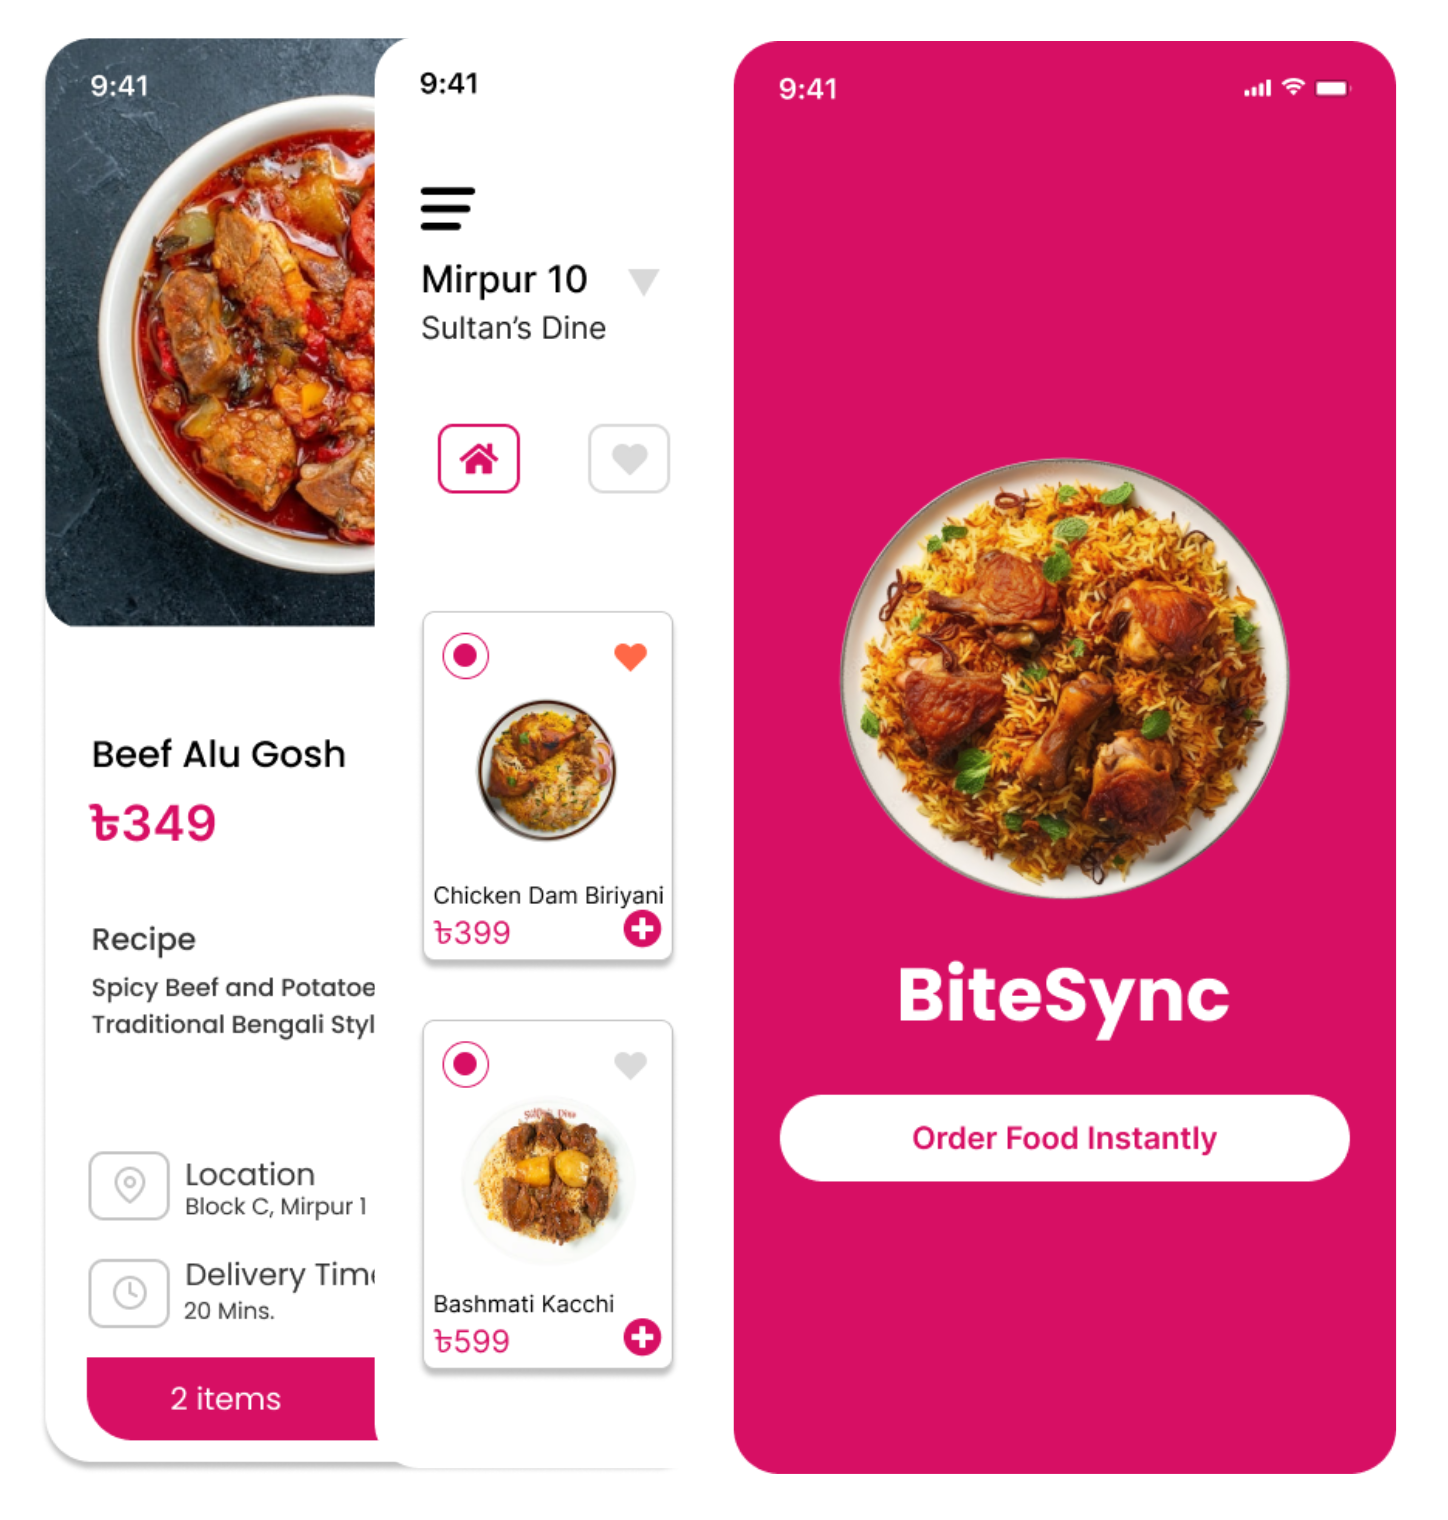 9:41
Beef Alu Gosh
৳349
Recipe
Spicy Beef and Potatoe
Traditional Bengali Styl
Location
Block C, Mirpur 1
Delivery Time
20 Mins.
2 items
9:41
Mirpur 10
Sultan's Dine
Chicken Dam Biriyani
৳399
Bashmati Kacchi
৳599
9:41
BiteSync
Order Food Instantly